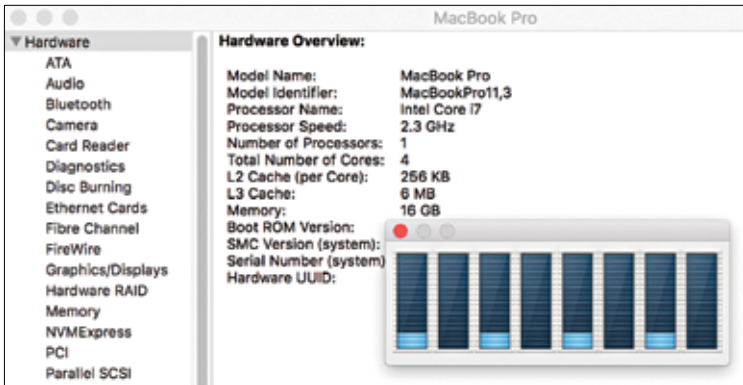 MacBook Pro
Hardware
ATA
Audio
Bluetooth
Camera
Card Reader
Diagnostics
Disc Burning
Ethernet Cards
Fibre Channel
FireWire
Graphics/Displays
Hardware RAID
Memory
NVMExpress
PCI
Parallel SCSI
Hardware Overview:
Model Name: MacBook Pro
Model Identifier: MacBookPro11,3
Processor Name: Intel Core i7
Processor Speed: 2.3 GHz
Number of Processors: 1
Total Number of Cores: 4
L2 Cache (per Core): 256 KB
L3 Cache: 6 MB
Memory: 16 GB
Boot ROM Version:
SMC Version (system):
Serial Number (system)
Hardware UUID: